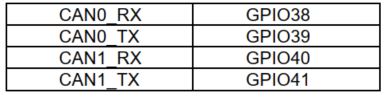 CAN0_RX GPIO38
CAN0_TX GPIO39
CAN1_RX GPIO40
CAN1_TX GPIO41